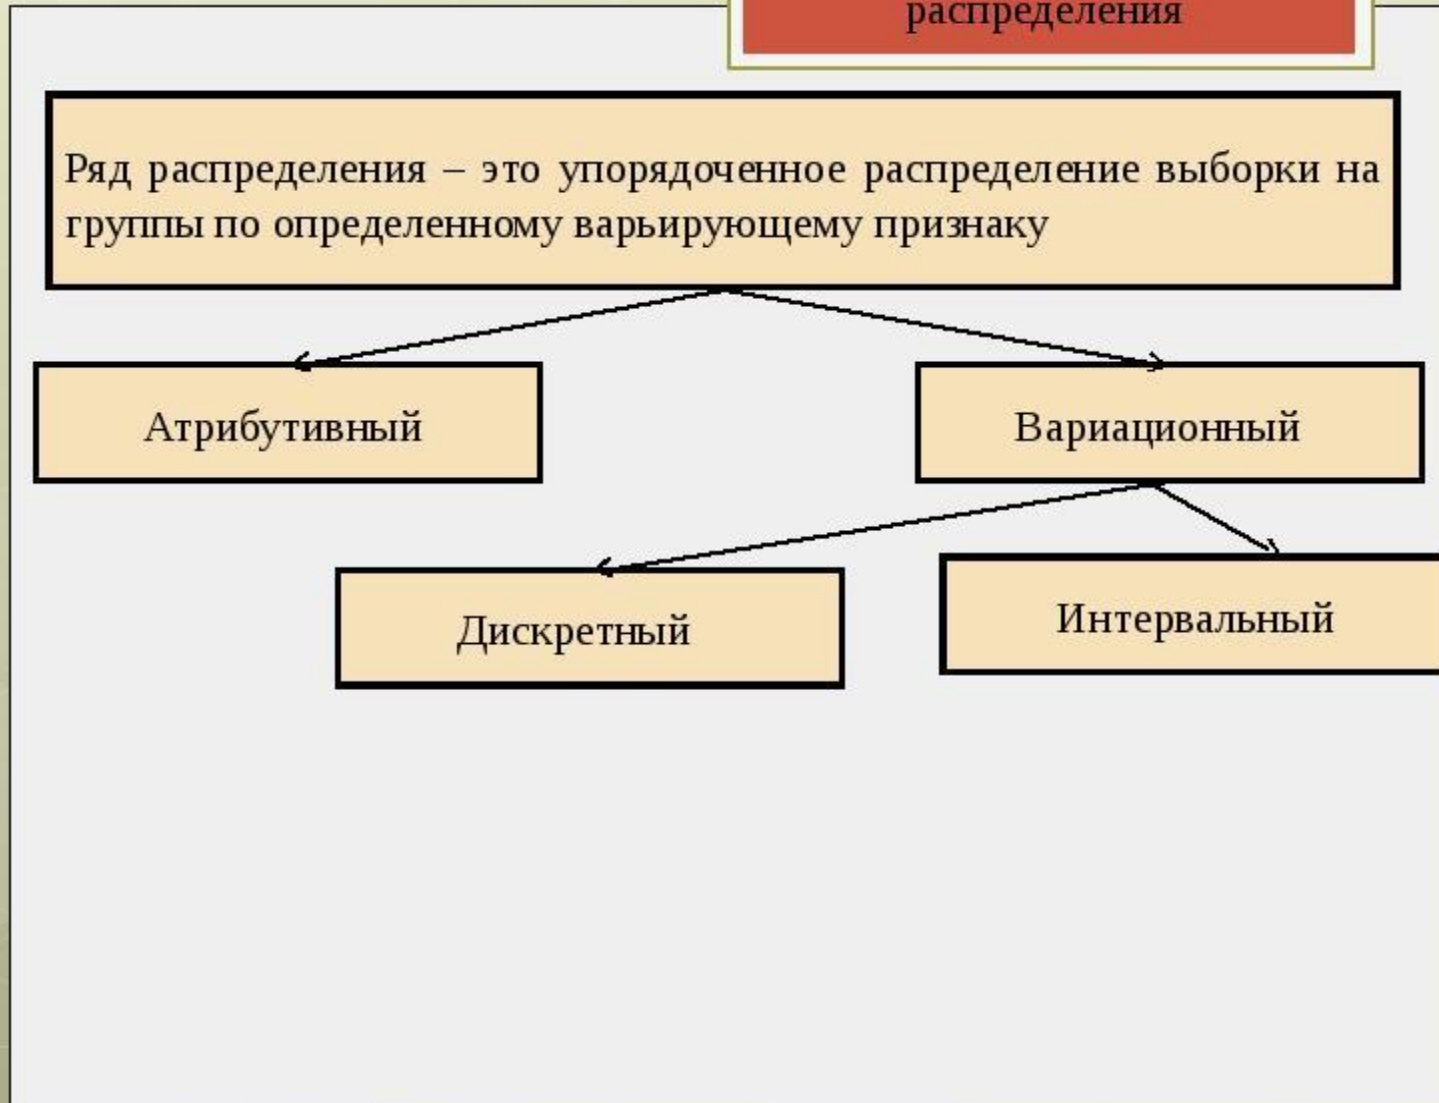 распределения
Ряд распределения – это упорядоченное распределение выборки на
группы по определенному варьирующему признаку
Атрибутивный
Вариационный
Дискретный
Интервальный